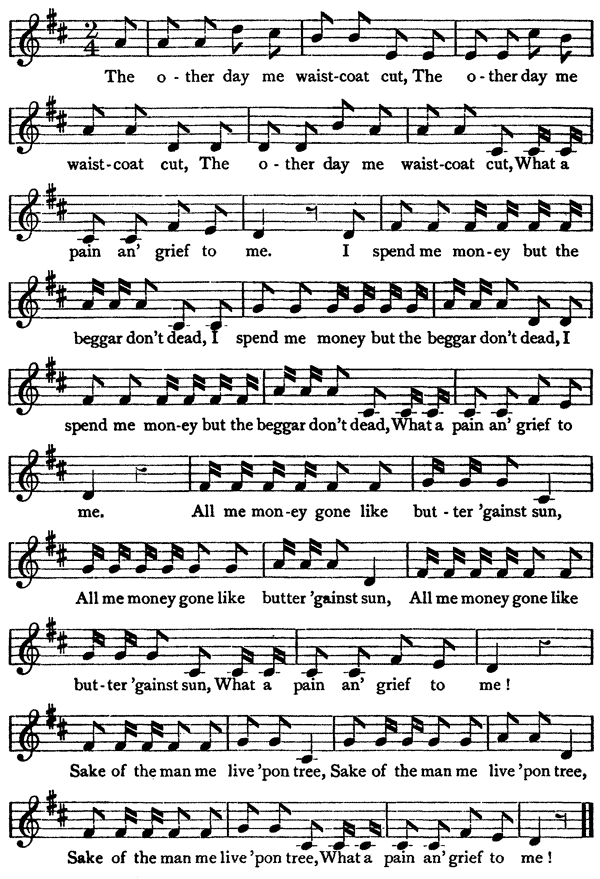 2
4
The o-ther day me waist-coat cut, The o-ther day me
waist-coat cut, The o-ther day me waist-coat cut, What a
pain an' grief to me. I spend me mon-ey but the
beggar don't dead, I spend me money but the beggar don't dead, I
spend me mon-ey but the beggar don't dead, What a pain an' grief to
me. All me mon-ey gone like but-ter 'gainst sun,
All me money gone like butter 'gainst sun, All me money gone like
but-ter 'gainst sun, What a pain an' grief to me!
Sake of the man me live 'pon tree, Sake of the man me live 'pon tree,
Sake of the man me live 'pon tree, What a pain an' grief to me!